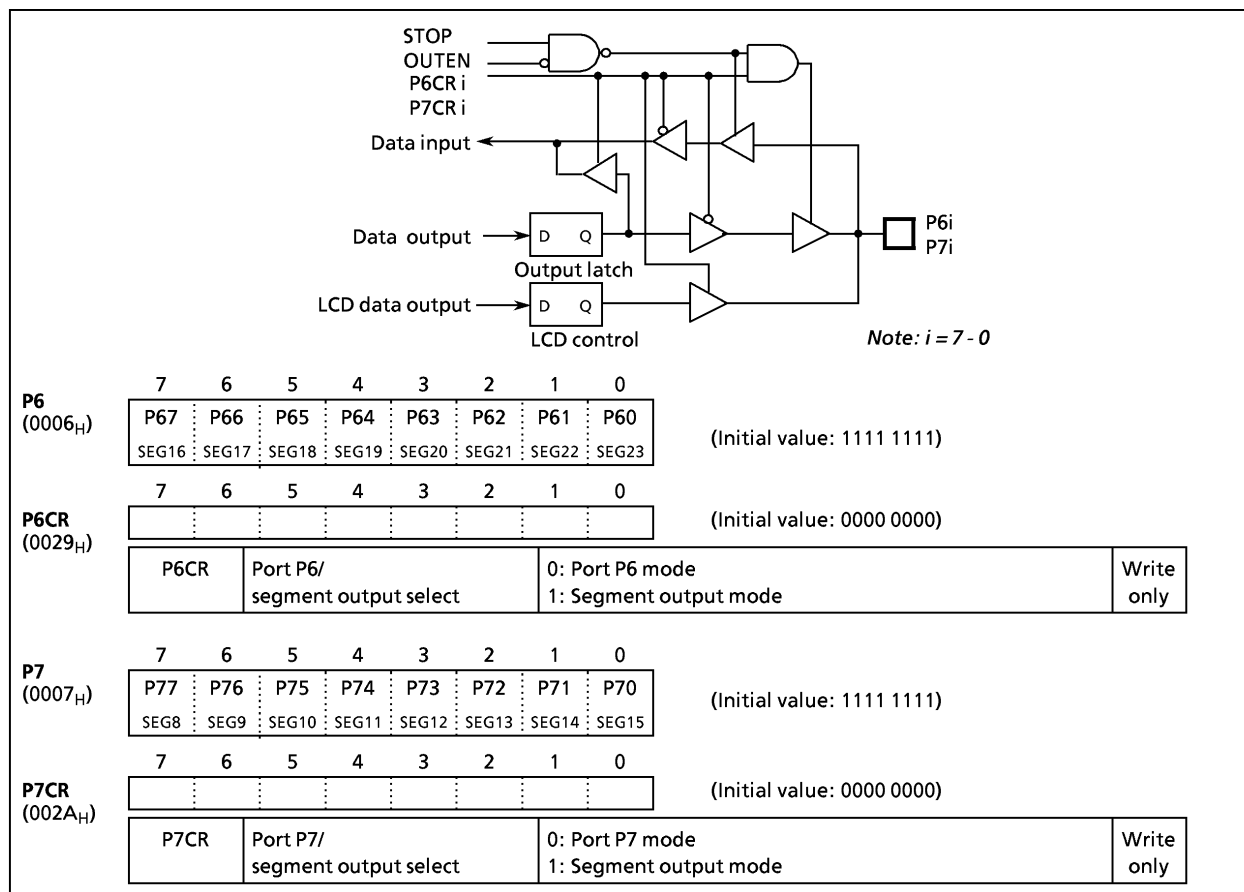 STOP
OUTEN
P6CR i
P7CR i
Data input
Data output
D Q
Output latch
P6i
P7i
LCD data output
D Q
LCD control
Note: i = 7 - 0
7 6 5 4 3 2 1 0
P6
(0006H)
P67 P66 P65 P64 P63 P62 P61 P60
SEG16 SEG17 SEG18 SEG19 SEG20 SEG21 SEG22 SEG23
(Initial value: 1111 1111)
7 6 5 4 3 2 1 0
P6CR
(0029H)
(Initial value: 0000 0000)
P6CR
Port P6/
segment output select
0: Port P6 mode
1: Segment output mode
Write
only
7 6 5 4 3 2 1 0
P7
(0007H)
P77 P76 P75 P74 P73 P72 P71 P70
SEG8 SEG9 SEG10 SEG11 SEG12 SEG13 SEG14 SEG15
(Initial value: 1111 1111)
7 6 5 4 3 2 1 0
P7CR
(002AH)
(Initial value: 0000 0000)
P7CR
Port P7/
segment output select
0: Port P7 mode
1: Segment output mode
Write
only